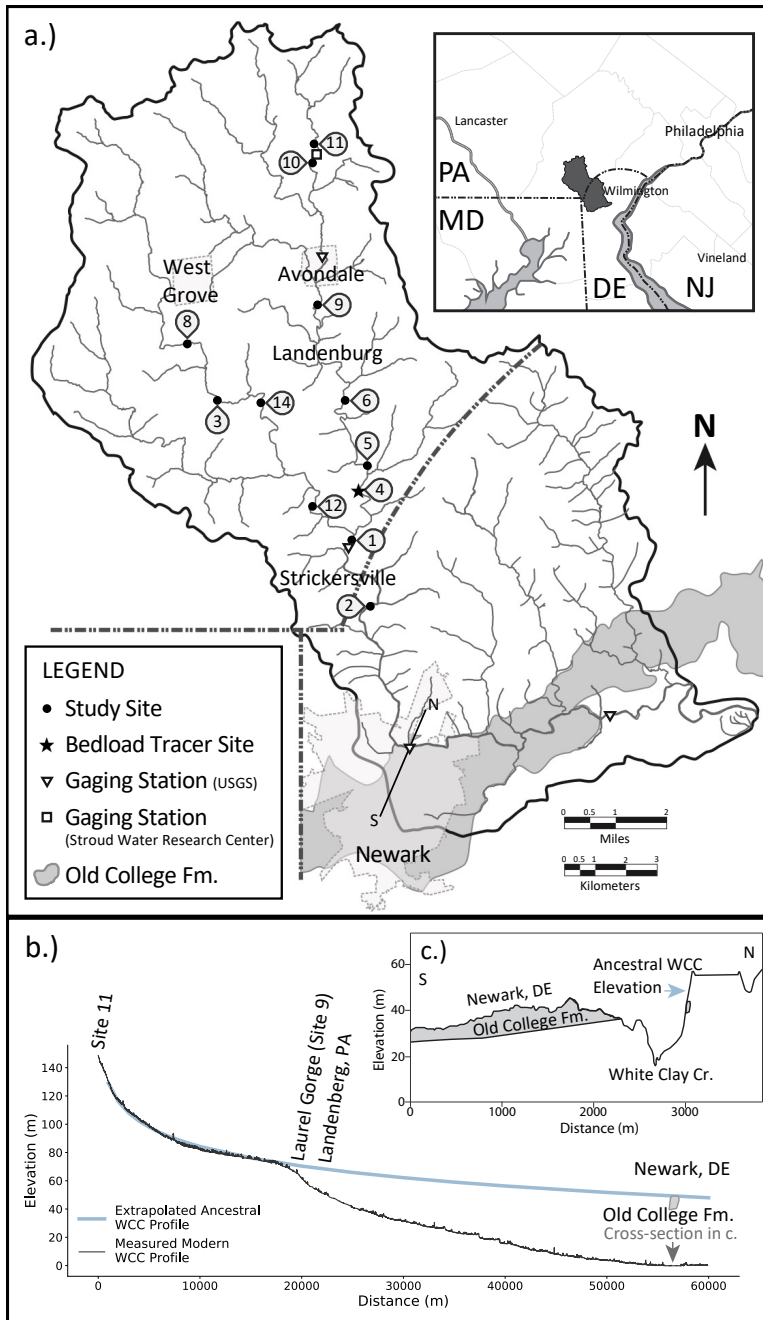 a.)
Lancaster
Philadelphia
PA
Wilmington
MD
Vineland
DE
NJ
11
10
West
Grove
Avondale
9
8
Landenburg
14
6
3
5
4
12
1
Strickersville
2
N
LEGEND
Study Site
Bedload Tracer Site
Gaging Station (USGS)
Gaging Station
(Stroud Water Research Center)
Old College Fm.
N
S
Newark
0 0.5 1 2
Miles
0 0.5 1 2 3
Kilometers
b.)
Site 11
Laurel Gorge (Site 9)
Landenberg, PA
Elevation (m)
140
120
100
80
60
40
20
0
Extrapolated Ancestral
WCC Profile
Measured Modern
WCC Profile
Newark, DE
Old College Fm.
Cross-section in c.
0 10000 20000 30000 40000 50000 60000
Distance (m)
c.)
S
N
Ancestral WCC
Elevation
Newark, DE
Old College Fm.
White Clay Cr.
Elevation (m)
60
40
20
0
0 1000 2000 3000
Distance (m)